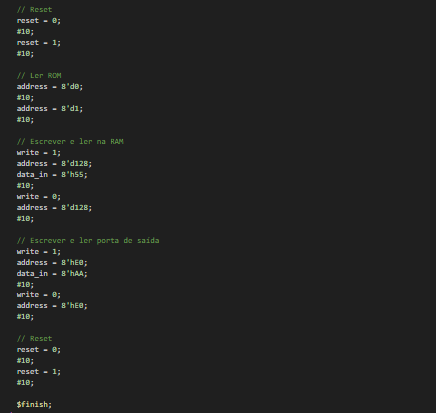 // Reset
reset = 0;
#10;
reset = 1;
#10;
// Ler ROM
address = 8'd0;
#10;
address = 8'd1;
#10;
// Escrever e ler na RAM
write = 1;
address = 8'd128;
data_in = 8'h55;
#10;
write = 0;
address = 8'd128;
#10;
// Escrever e ler porta de saída
write = 1;
address = 8'hE0;
data_in = 8'hAA;
#10;
write = 0;
address = 8'hE0;
#10;
// Reset
reset = 0;
#10;
reset = 1;
#10;
$finish;